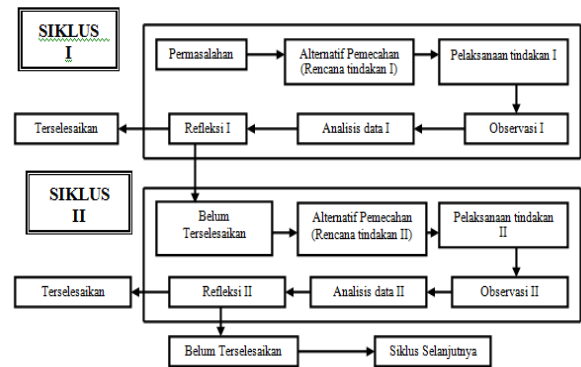 SIKLUS
I
Permasalahan
Alternatif Pemecahan
(Rencana tindakan I)
Pelaksanaan tindakan I
Terselesaikan
Refleksi I
Analisis data I
Observasi I
SIKLUS
II
Belum
Terselesaikan
Alternatif Pemecahan
(Rencana tindakan II)
Pelaksanaan tindakan
II
Terselesaikan
Refleksi II
Analisis data II
Observasi II
Belum Terselesaikan
Siklus Selanjutnya